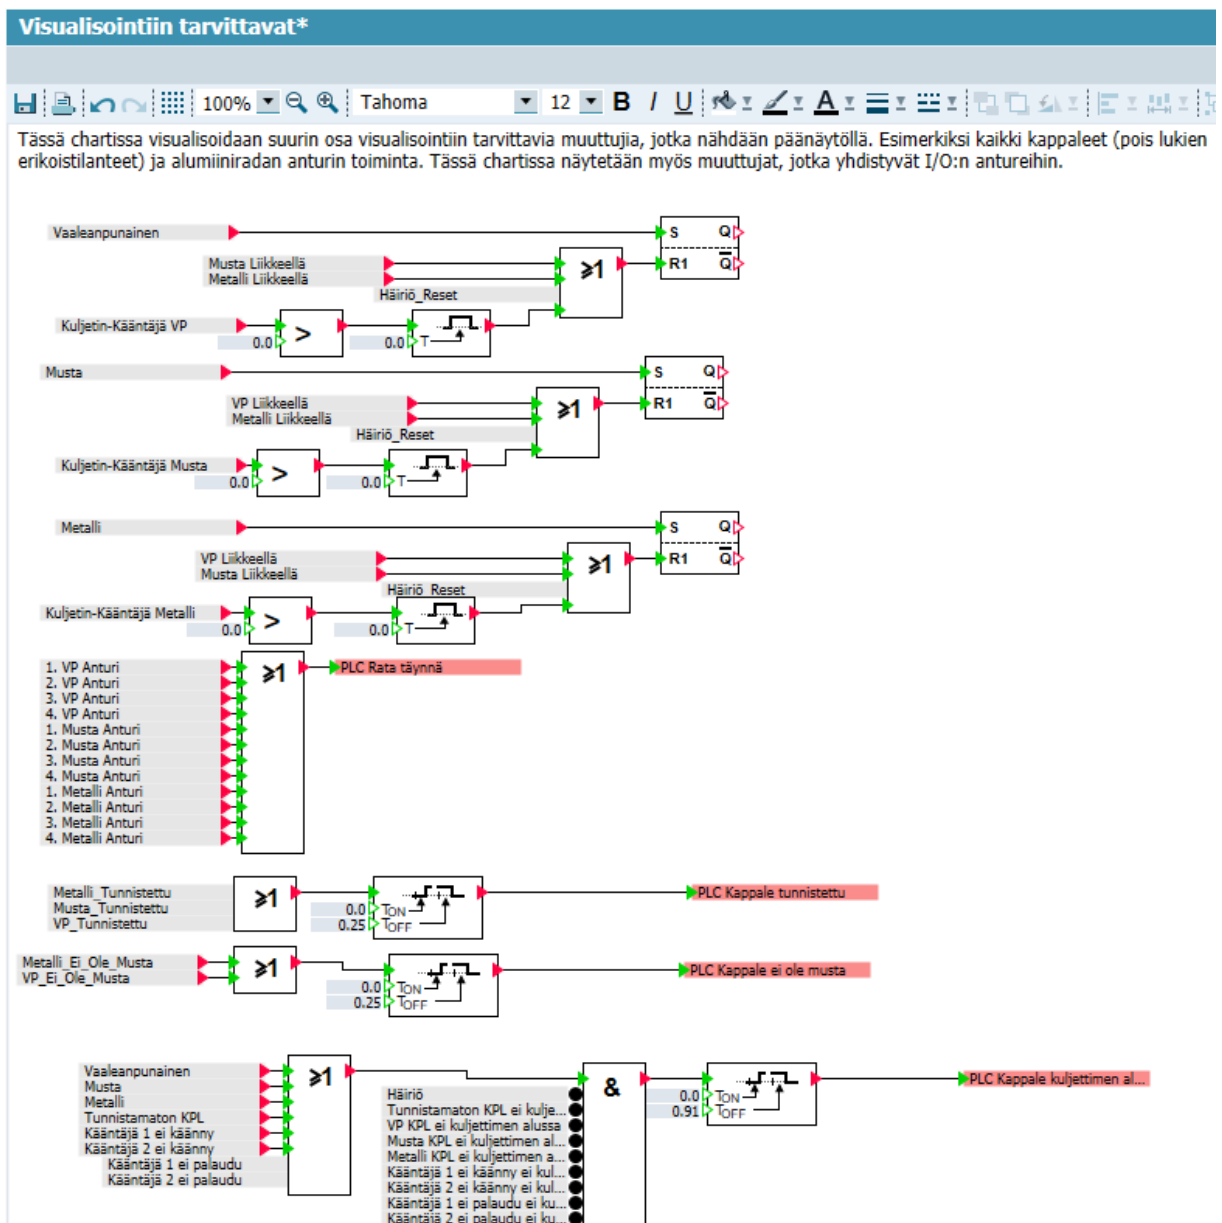 Visualisointiin tarvittavat*
100%
Tahoma
12
B
I
U
A
Tässä chartissa visualisoidaan suurin osa visualisointiin tarvittavia muuttujia, jotka nähdään päänäytöllä. Esimerkiksi kaikki kappaleet (pois lukien
erikoistilanteet) ja alumiiniradan anturin toiminta. Tässä chartissa näytetään myös muuttujat, jotka yhdistyvät I/O:n antureihin.
Vaaleanpunainen
S Q
Musta Liikkeellä
Metalli Liikkeellä
Häiriö_Reset
≥1
R1 Q̅
Kuljetin-Kääntäjä VP
0.0
>
0.0
T
Musta
S Q
VP Liikkeellä
Metalli Liikkeellä
Häiriö_Reset
≥1
R1 Q̅
Kuljetin-Kääntäjä Musta
0.0
>
0.0
T
Metalli
S Q
VP Liikkeellä
Musta Liikkeellä
Häiriö_Reset
≥1
R1 Q̅
Kuljetin-Kääntäjä Metalli
0.0
>
0.0
T
1. VP Anturi
2. VP Anturi
3. VP Anturi
4. VP Anturi
1. Musta Anturi
2. Musta Anturi
3. Musta Anturi
4. Musta Anturi
1. Metalli Anturi
2. Metalli Anturi
3. Metalli Anturi
4. Metalli Anturi
≥1
PLC Rata täynnä
Metalli_Tunnistettu
Musta_Tunnistettu
VP_Tunnistettu
≥1
0.0 TON
0.25 TOFF
PLC Kappale tunnistettu
Metalli_Ei_Ole_Musta
VP_Ei_Ole_Musta
≥1
0.0 TON
0.25 TOFF
PLC Kappale ei ole musta
Vaaleanpunainen
Musta
Metalli
Tunnistamaton KPL
Kääntäjä 1 ei käänny
Kääntäjä 2 ei käänny
Kääntäjä 1 ei palaudu
Kääntäjä 2 ei palaudu
≥1
Häiriö
Tunnistamaton KPL ei kulje...
VP KPL ei kuljettimen alussa
Musta KPL ei kuljettimen al...
Metalli KPL ei kuljettimen a...
Kääntäjä 1 ei käänny ei kul...
Kääntäjä 2 ei käänny ei kul...
Kääntäjä 1 ei palaudu ei ku...
Kääntäjä 2 ei palaudu ei ku...
&
0.0 TON
0.91 TOFF
PLC Kappale kuljettimen al...